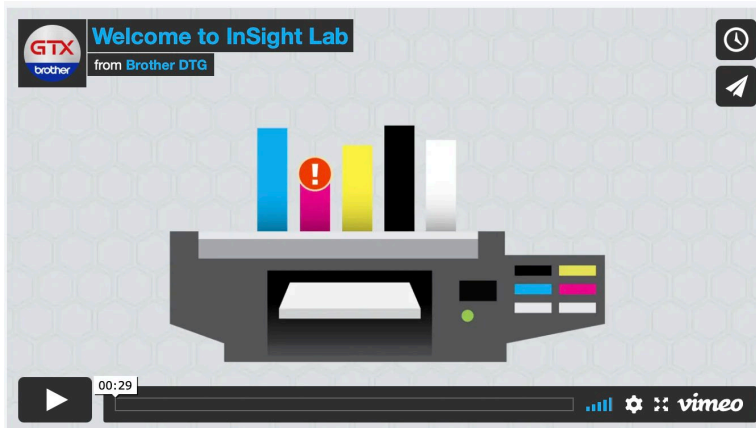 GTX
brother
Welcome to InSight Lab
from Brother DTG
!
00:29
vimeo